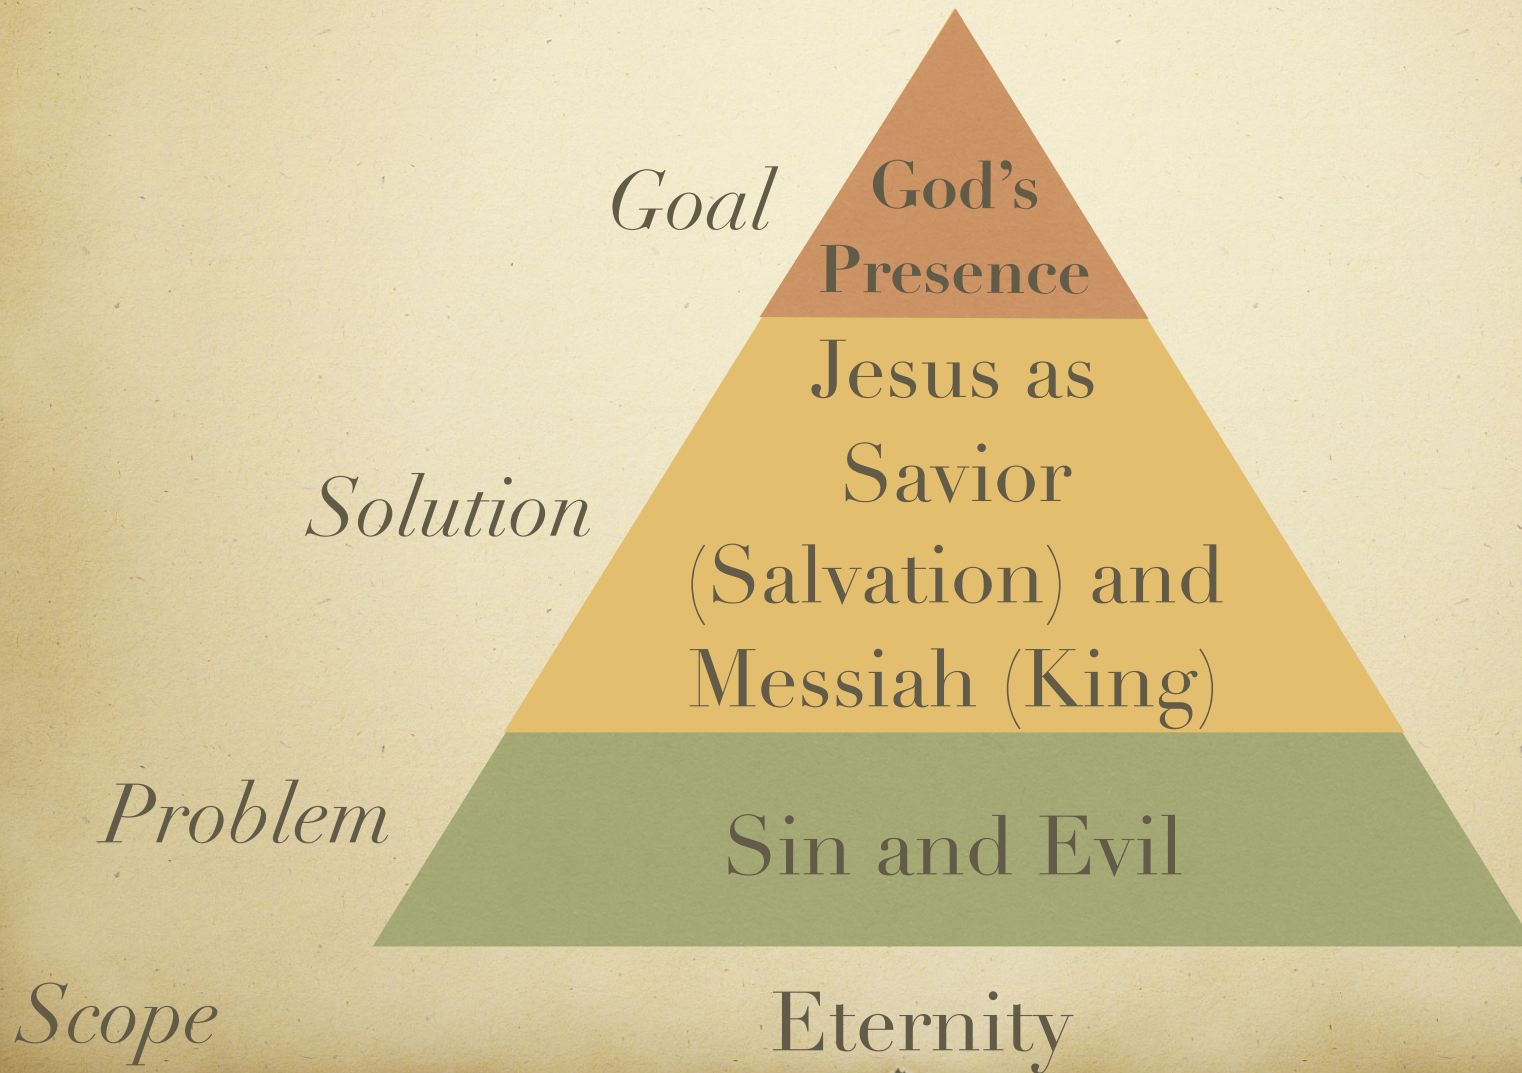 Goal
God's
Presence
Solution
Jesus as
Savior
(Salvation) and
Messiah (King)
Problem
Sin and Evil
Scope
Eternity